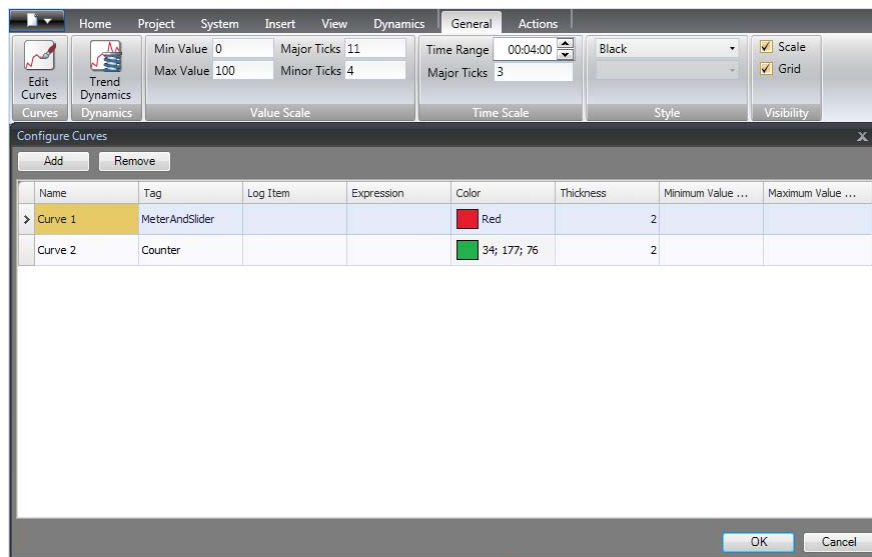 Home Project System Insert View Dynamics General Actions
Min Value 0 Major Ticks 11 Time Range 00:04:00 Black Scale
Max Value 100 Minor Ticks 4 Major Ticks 3 Grid
Edit Curves
Trend Dynamics
Curves Dynamics Value Scale Time Scale Style Visibility
Configure Curves
Add Remove
Name Tag Log Item Expression Color Thickness Minimum Value ... Maximum Value ...
Curve 1 MeterAndSlider Red 2
Curve 2 Counter 34; 177; 76 2
OK Cancel